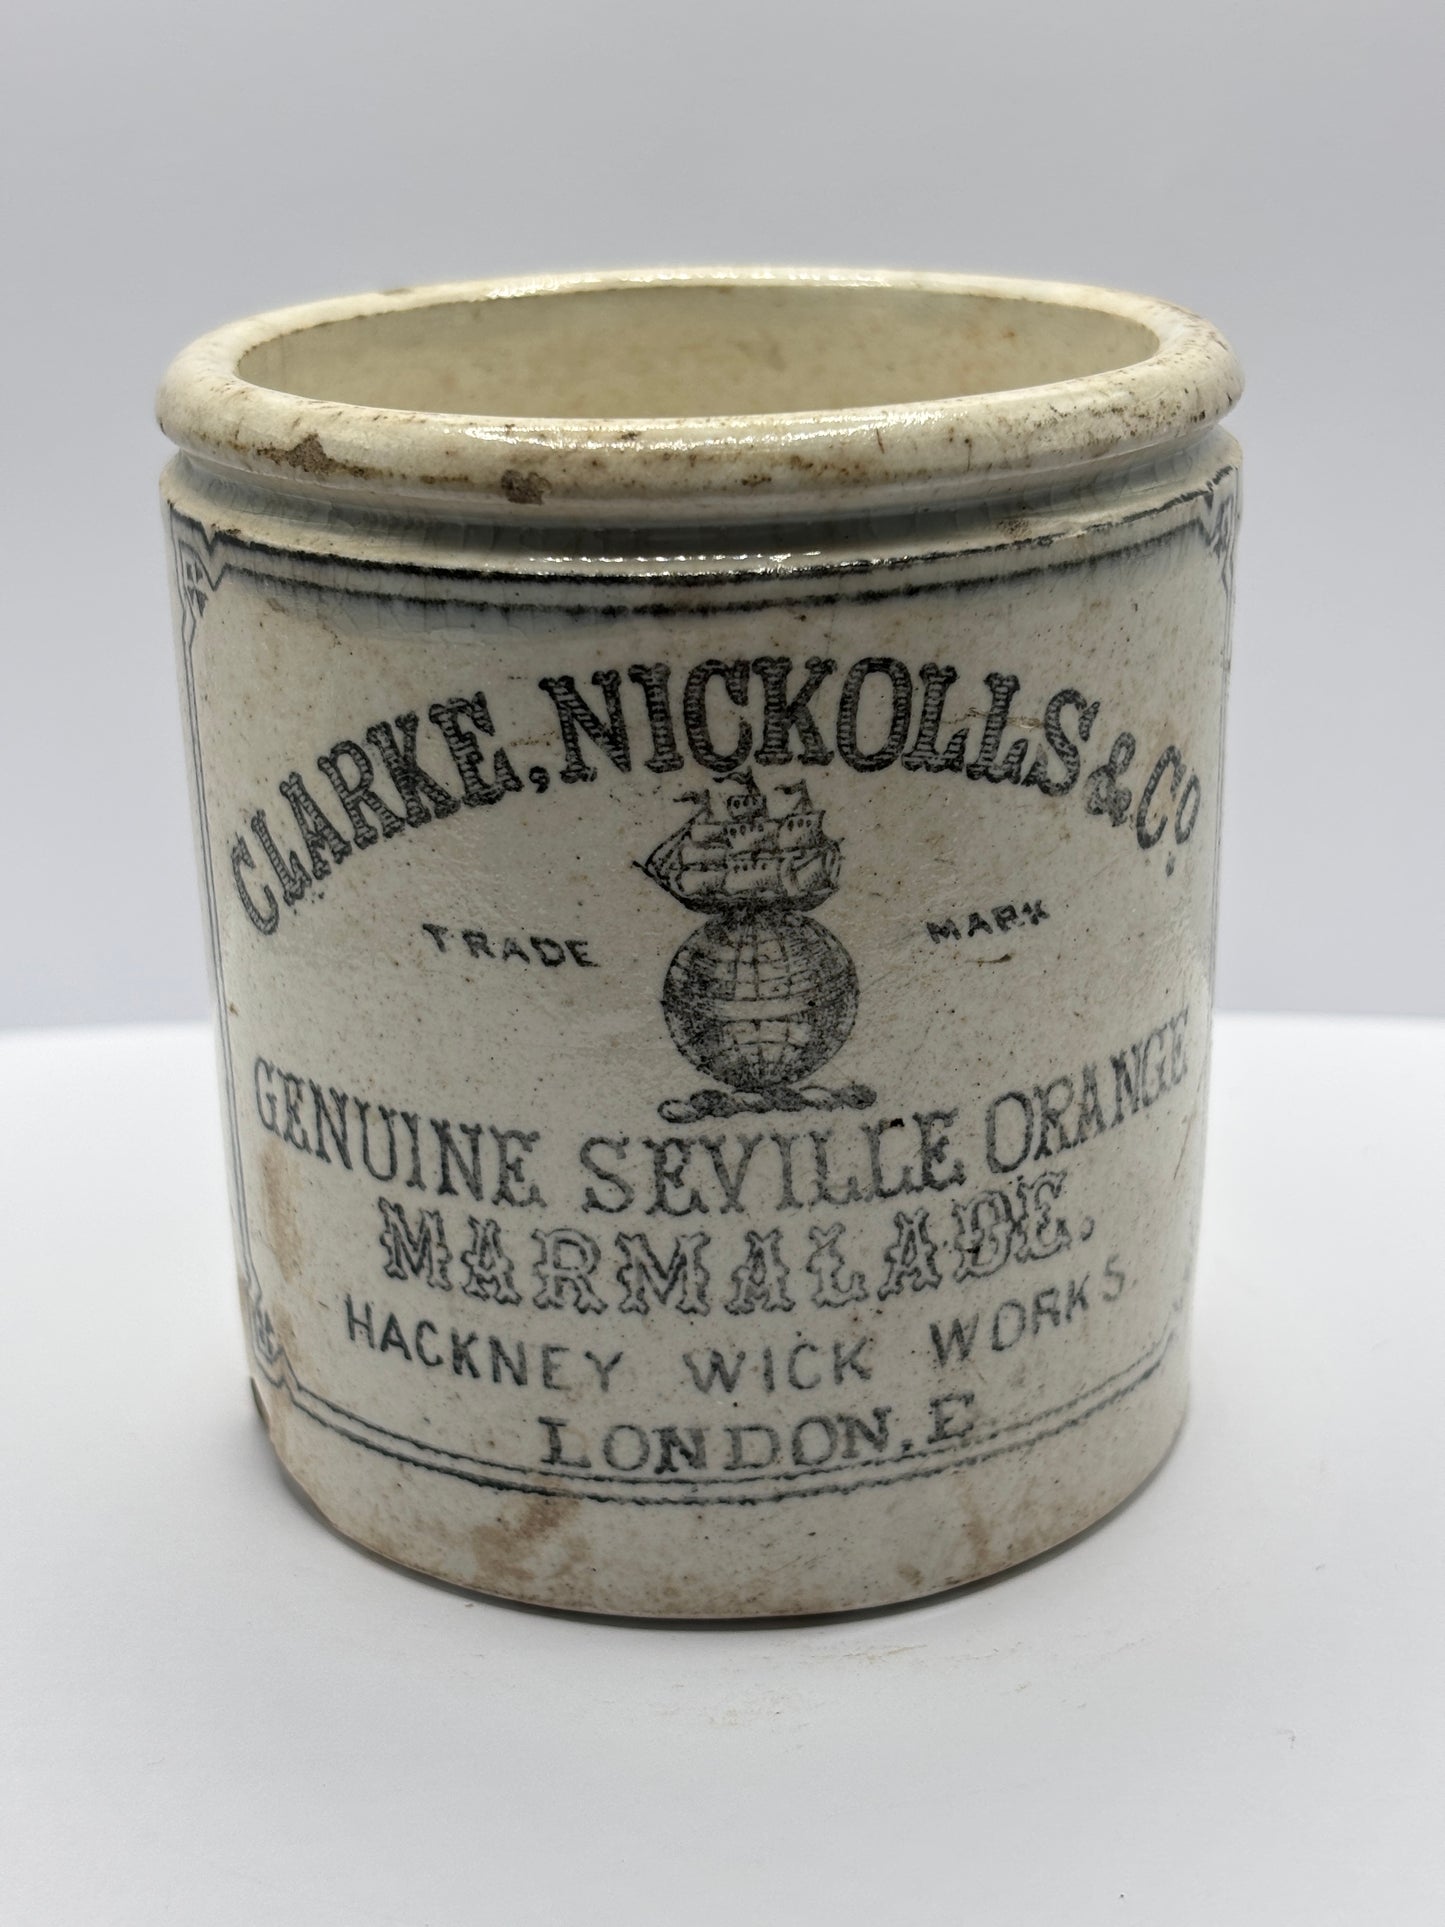 CLARKE, NICKOLLS & CO.
TRADE MARK
GENUINE SEVILLE ORANGE
MARMALADE.
HACKNEY WICK WORKS
LONDON, E.